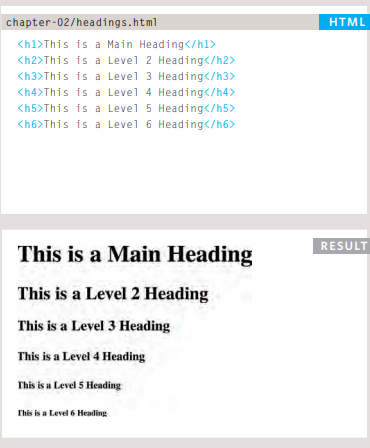 chapter-02/headings.html HTML
<h1>This is a Main Heading</h1>
<h2>This is a Level 2 Heading</h2>
<h3>This is a Level 3 Heading</h3>
<h4>This is a Level 4 Heading</h4>
<h5>This is a Level 5 Heading</h5>
<h6>This is a Level 6 Heading</h6>
RESULT
This is a Main Heading
This is a Level 2 Heading
This is a Level 3 Heading
This is a Level 4 Heading
This is a Level 5 Heading
This is a Level 6 Heading